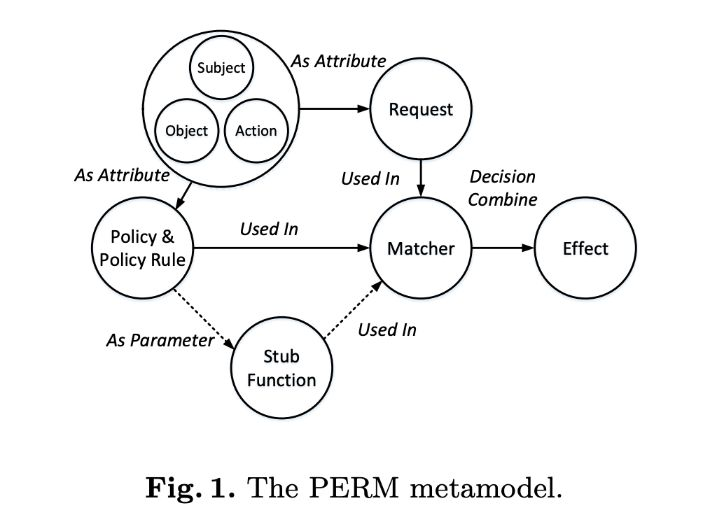 Subject
As Attribute
Object
Action
Request
As Attribute
Used In
Decision
Combine
Policy &
Policy Rule
Used In
Matcher
Effect
As Parameter
Used In
Stub
Function
Fig. 1. The PERM metamodel.